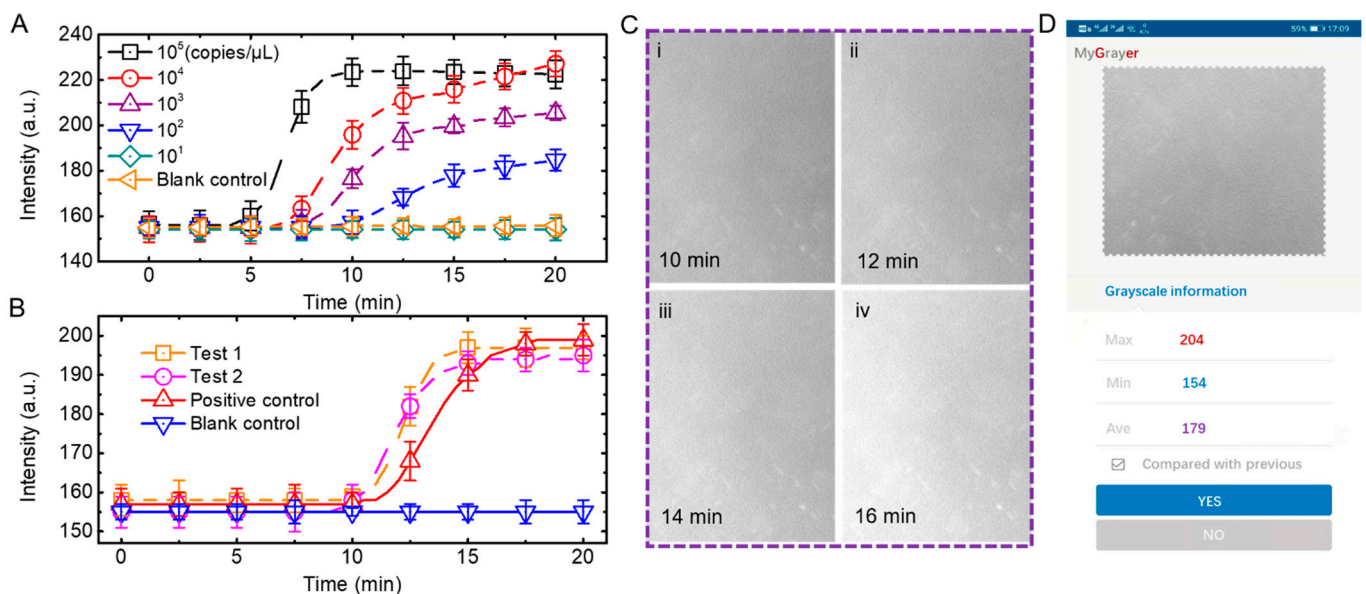 A
240
220
200
180
160
140
Intensity (a.u.)
10⁵(copies/μL)
10⁴
10³
10²
10¹
Blank control
0
5
10
15
20
Time (min)
B
200
190
180
170
160
150
Intensity (a.u.)
Test 1
Test 2
Positive control
Blank control
0
5
10
15
20
Time (min)
C
i
10 min
ii
12 min
iii
14 min
iv
16 min
D
59% 17:09
MyGrayer
Grayscale information
Max 204
Min 154
Ave 179
Compared with previous
YES
NO